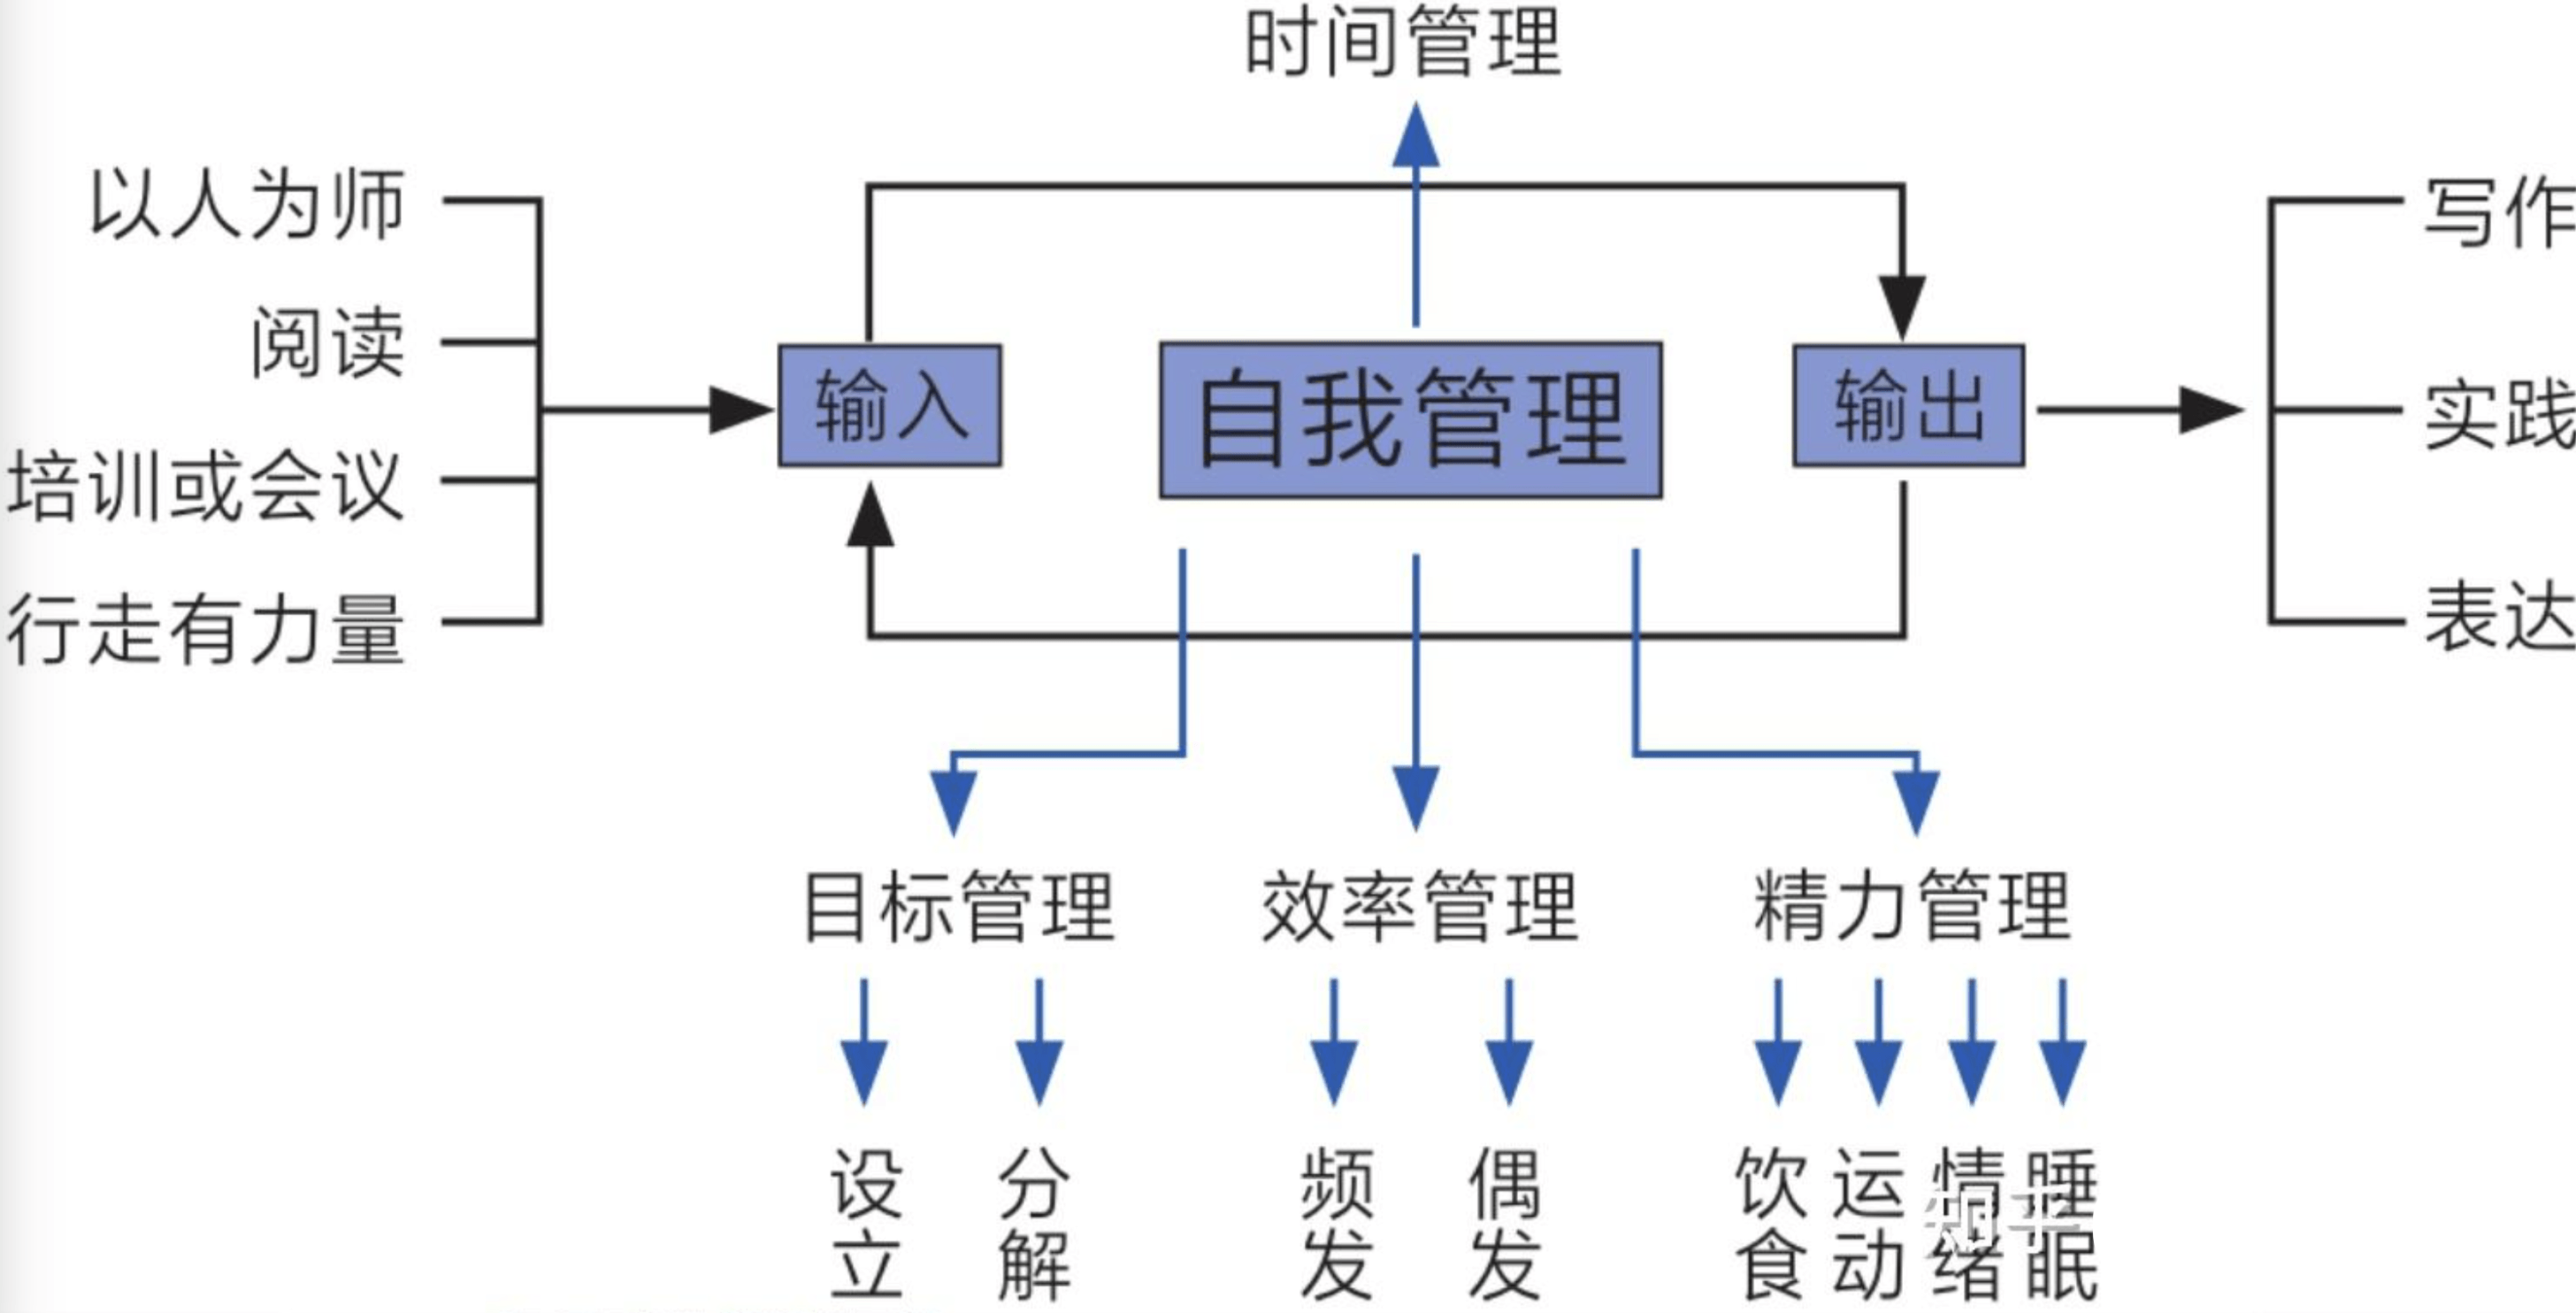 时间管理
以人为师
阅读
培训或会议
行走有力量
输入
自我管理
输出
写作
实践
表达
目标管理
效率管理
精力管理
设立
分解
频发
偶发
饮食
运动
情绪
睡眠
知乎